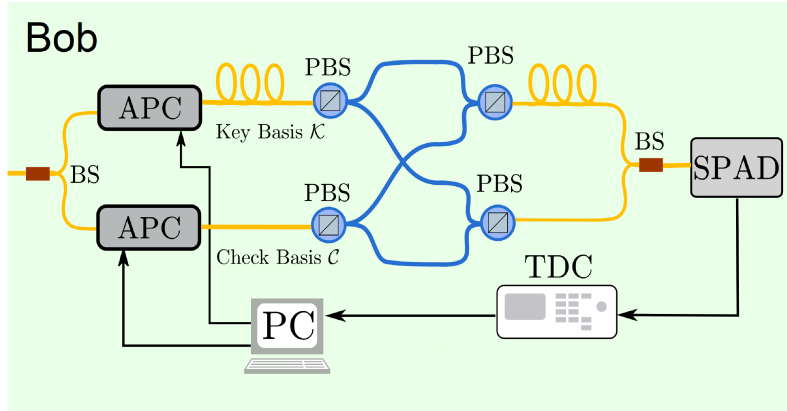 Bob
PBS
PBS
APC
Key Basis 𝒦
BS
BS
SPAD
PBS
PBS
APC
Check Basis 𝒞
TDC
PC